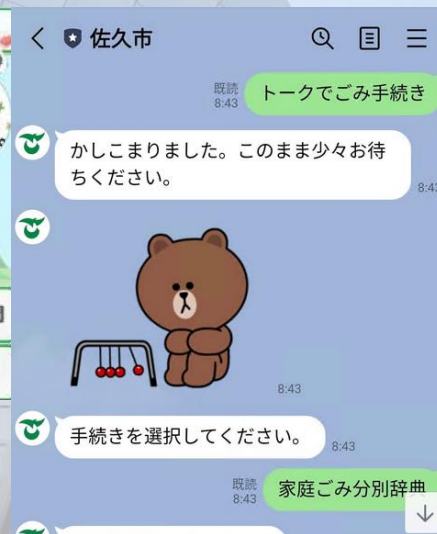 佐久市
トークでごみ手続き
既読
8:43
かしこまりました。このまま少々お待
ちください。
8:43
8:43
手続きを選択してください。
8:43
家庭ごみ分別辞典
既読
8:43